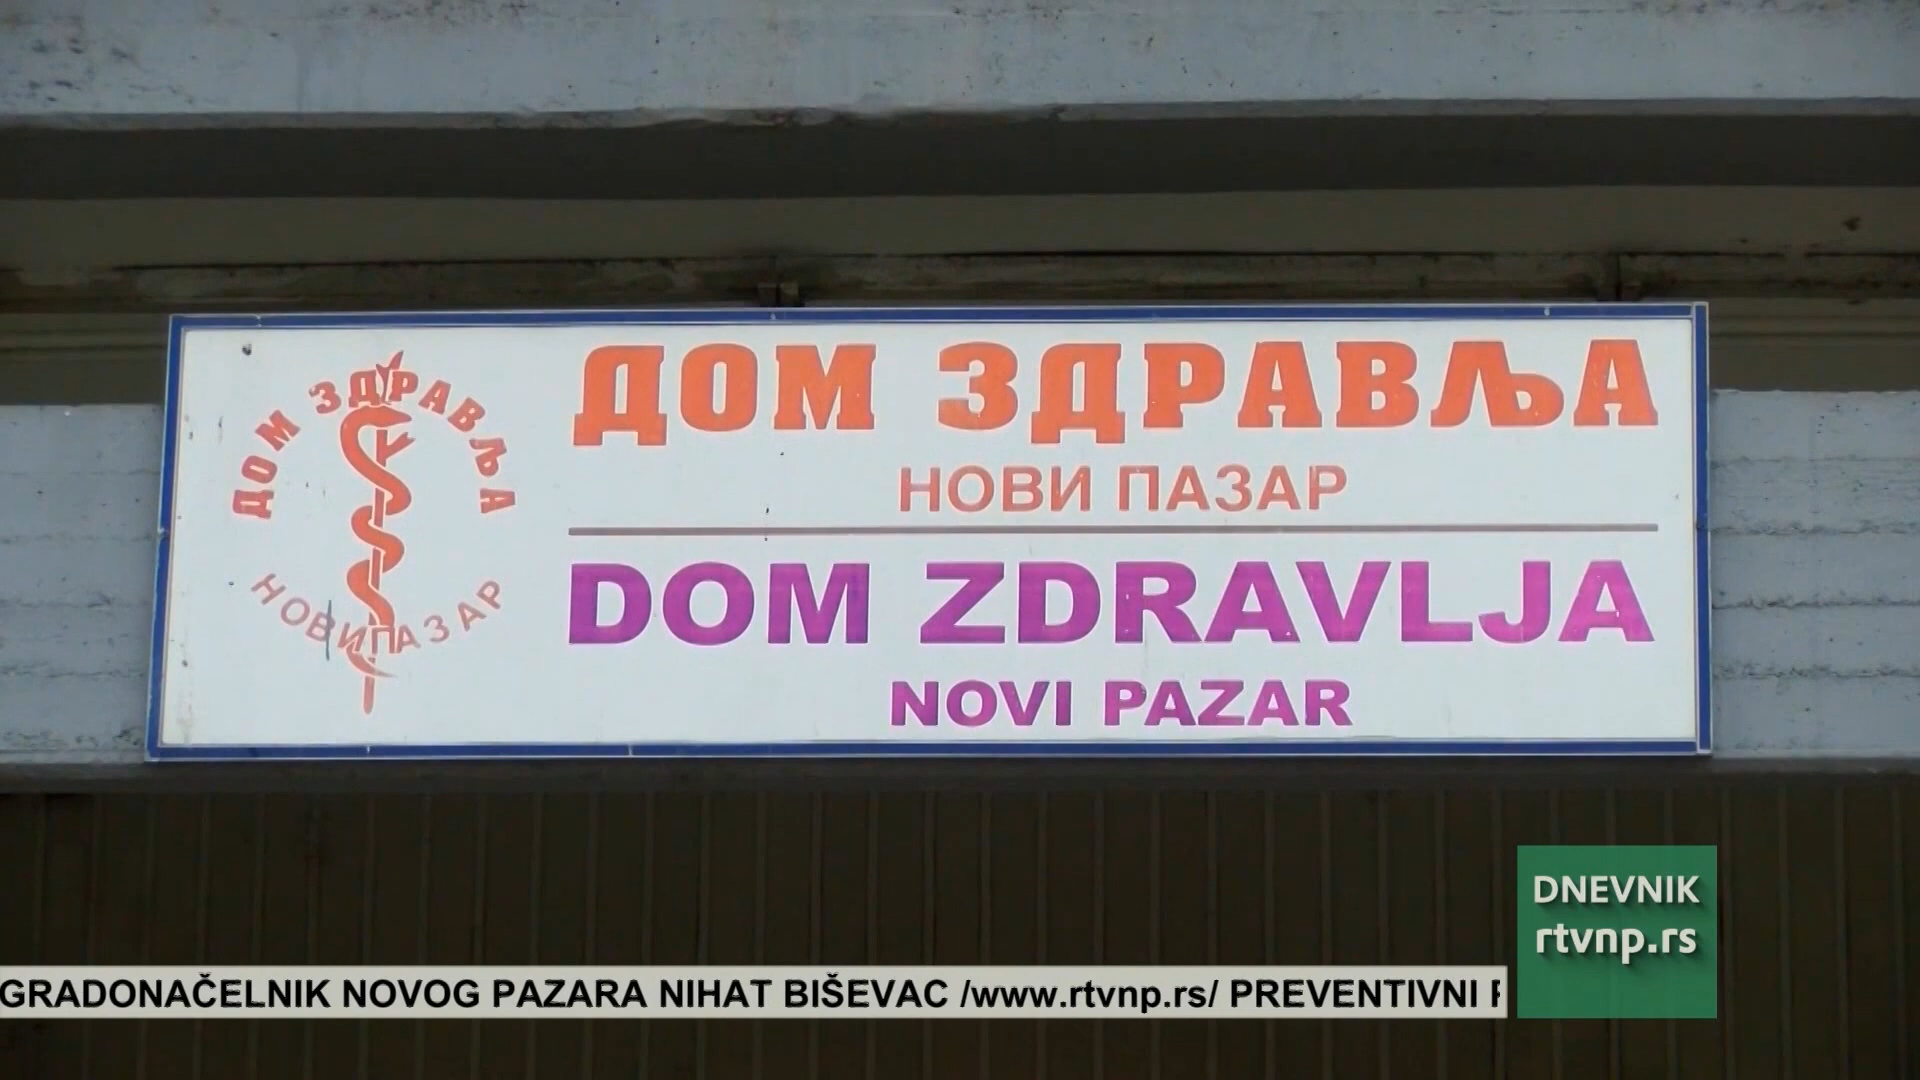 ДОМ ЗДРАВЉА
НОВИ ПАЗАР
ДОМ ЗДРАВЉА
НОВИ ПАЗАР
DOM ZDRAVLJA
NOVI PAZAR
DNEVNIK
rtvnp.rs
GRADONAČELNIK NOVOG PAZARA NIHAT BIŠEVAC /www.rtvnp.rs/ PREVENTIVNI